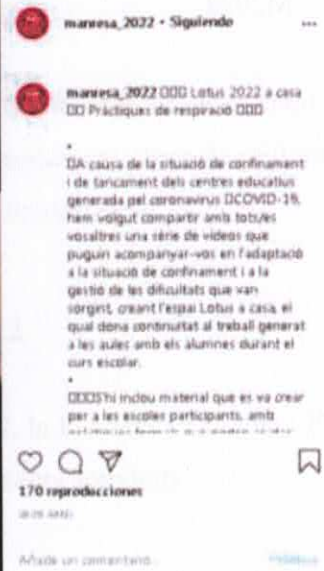 manresa_2022 • Siguiendo
manresa_2022 Lotus 2022 a casa
Pràctiques de respiració
A causa de la situació de confinament
i de tancament dels centres educatius
generada pel coronavirus COVID-19,
hem volgut compartir amb tots/es
vosaltres una sèrie de vídeos que
puguin acompanyar-vos en l'adaptació
a la situació de confinament i a la
gestió de les dificultats que van
sorgint, creant l'espai Lotus a casa, el
qual dona continuïtat al treball generat
a les aules amb els alumnes durant el
curs escolar.
S'hi inclou material que es va crear
per a les escoles participants, amb
170 reproducciones
Añade un comentario...